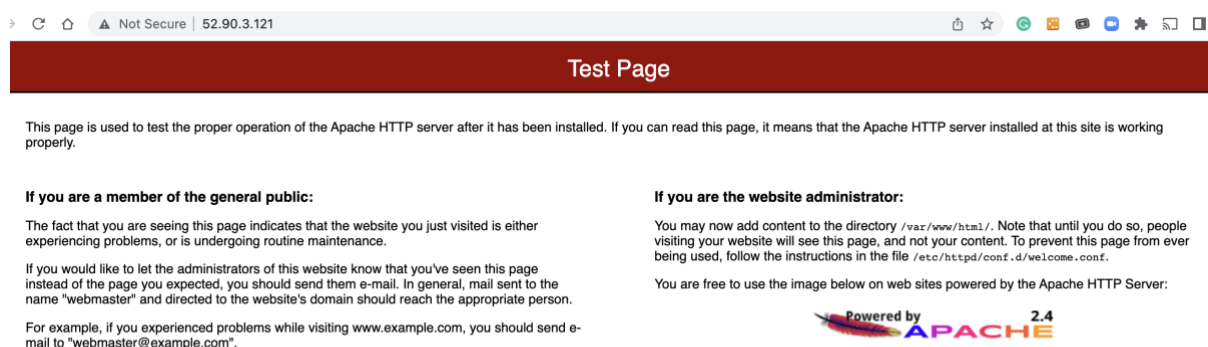 Not Secure | 52.90.3.121
Test Page
This page is used to test the proper operation of the Apache HTTP server after it has been installed. If you can read this page, it means that the Apache HTTP server installed at this site is working
properly.
If you are a member of the general public:
The fact that you are seeing this page indicates that the website you just visited is either
experiencing problems, or is undergoing routine maintenance.
If you would like to let the administrators of this website know that you've seen this page
instead of the page you expected, you should send them e-mail. In general, mail sent to the
name "webmaster" and directed to the website's domain should reach the appropriate person.
For example, if you experienced problems while visiting www.example.com, you should send e-
mail to "webmaster@example.com".
If you are the website administrator:
You may now add content to the directory /var/www/html/. Note that until you do so, people
visiting your website will see this page, and not your content. To prevent this page from ever
being used, follow the instructions in the file /etc/httpd/conf.d/welcome.conf.
You are free to use the image below on web sites powered by the Apache HTTP Server:
Powered by 2.4
APACHE